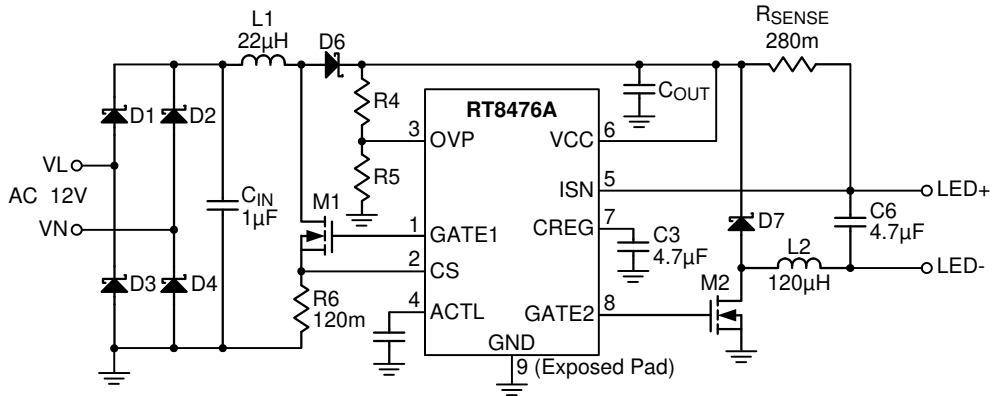 L1
22µH
D6
RSENSE
280m
D1
D2
R4
COUT
RT8476A
3
OVP
VCC
6
VL
AC 12V
VN
CIN
1µF
R5
M1
ISN
5
LED+
1
GATE1
CREG
7
C3
4.7µF
D7
C6
4.7µF
2
CS
L2
120µH
LED-
D3
D4
R6
120m
4
ACTL
GATE2
8
M2
GND
9 (Exposed Pad)